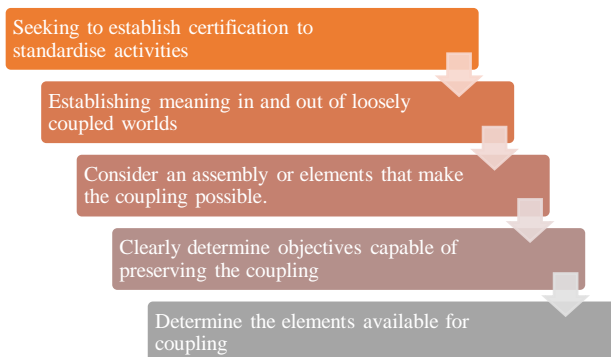 Seeking to establish certification to
standardise activities
Establishing meaning in and out of loosely
coupled worlds
Consider an assembly or elements that make
the coupling possible.
Clearly determine objectives capable of
preserving the coupling
Determine the elements available for
coupling